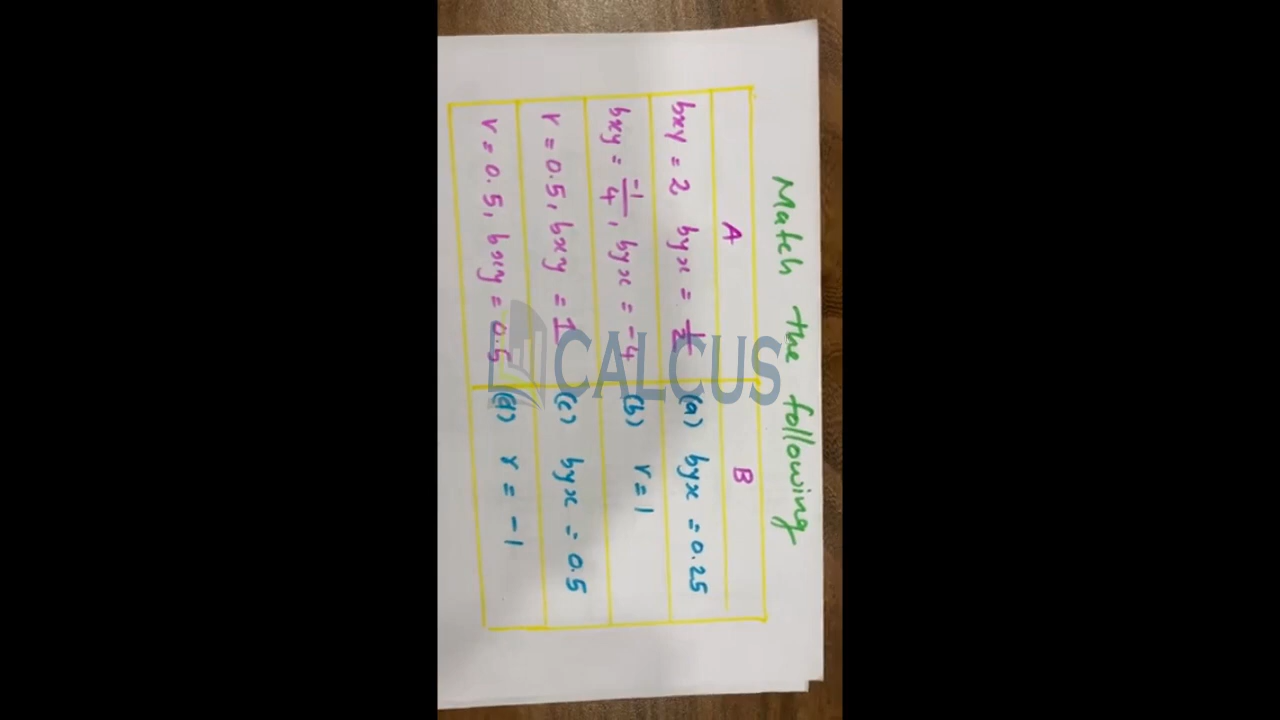 Match the following
A B
bxy = 2 byx = 1/2 (a) byx = 0.25
bxy = -1/4, byx = -4 (b) r = 1
r = 0.5, bxy = 1 (c) byx = 0.5
r = 0.5, bxy = 0.5 (d) r = -1
CALCUS